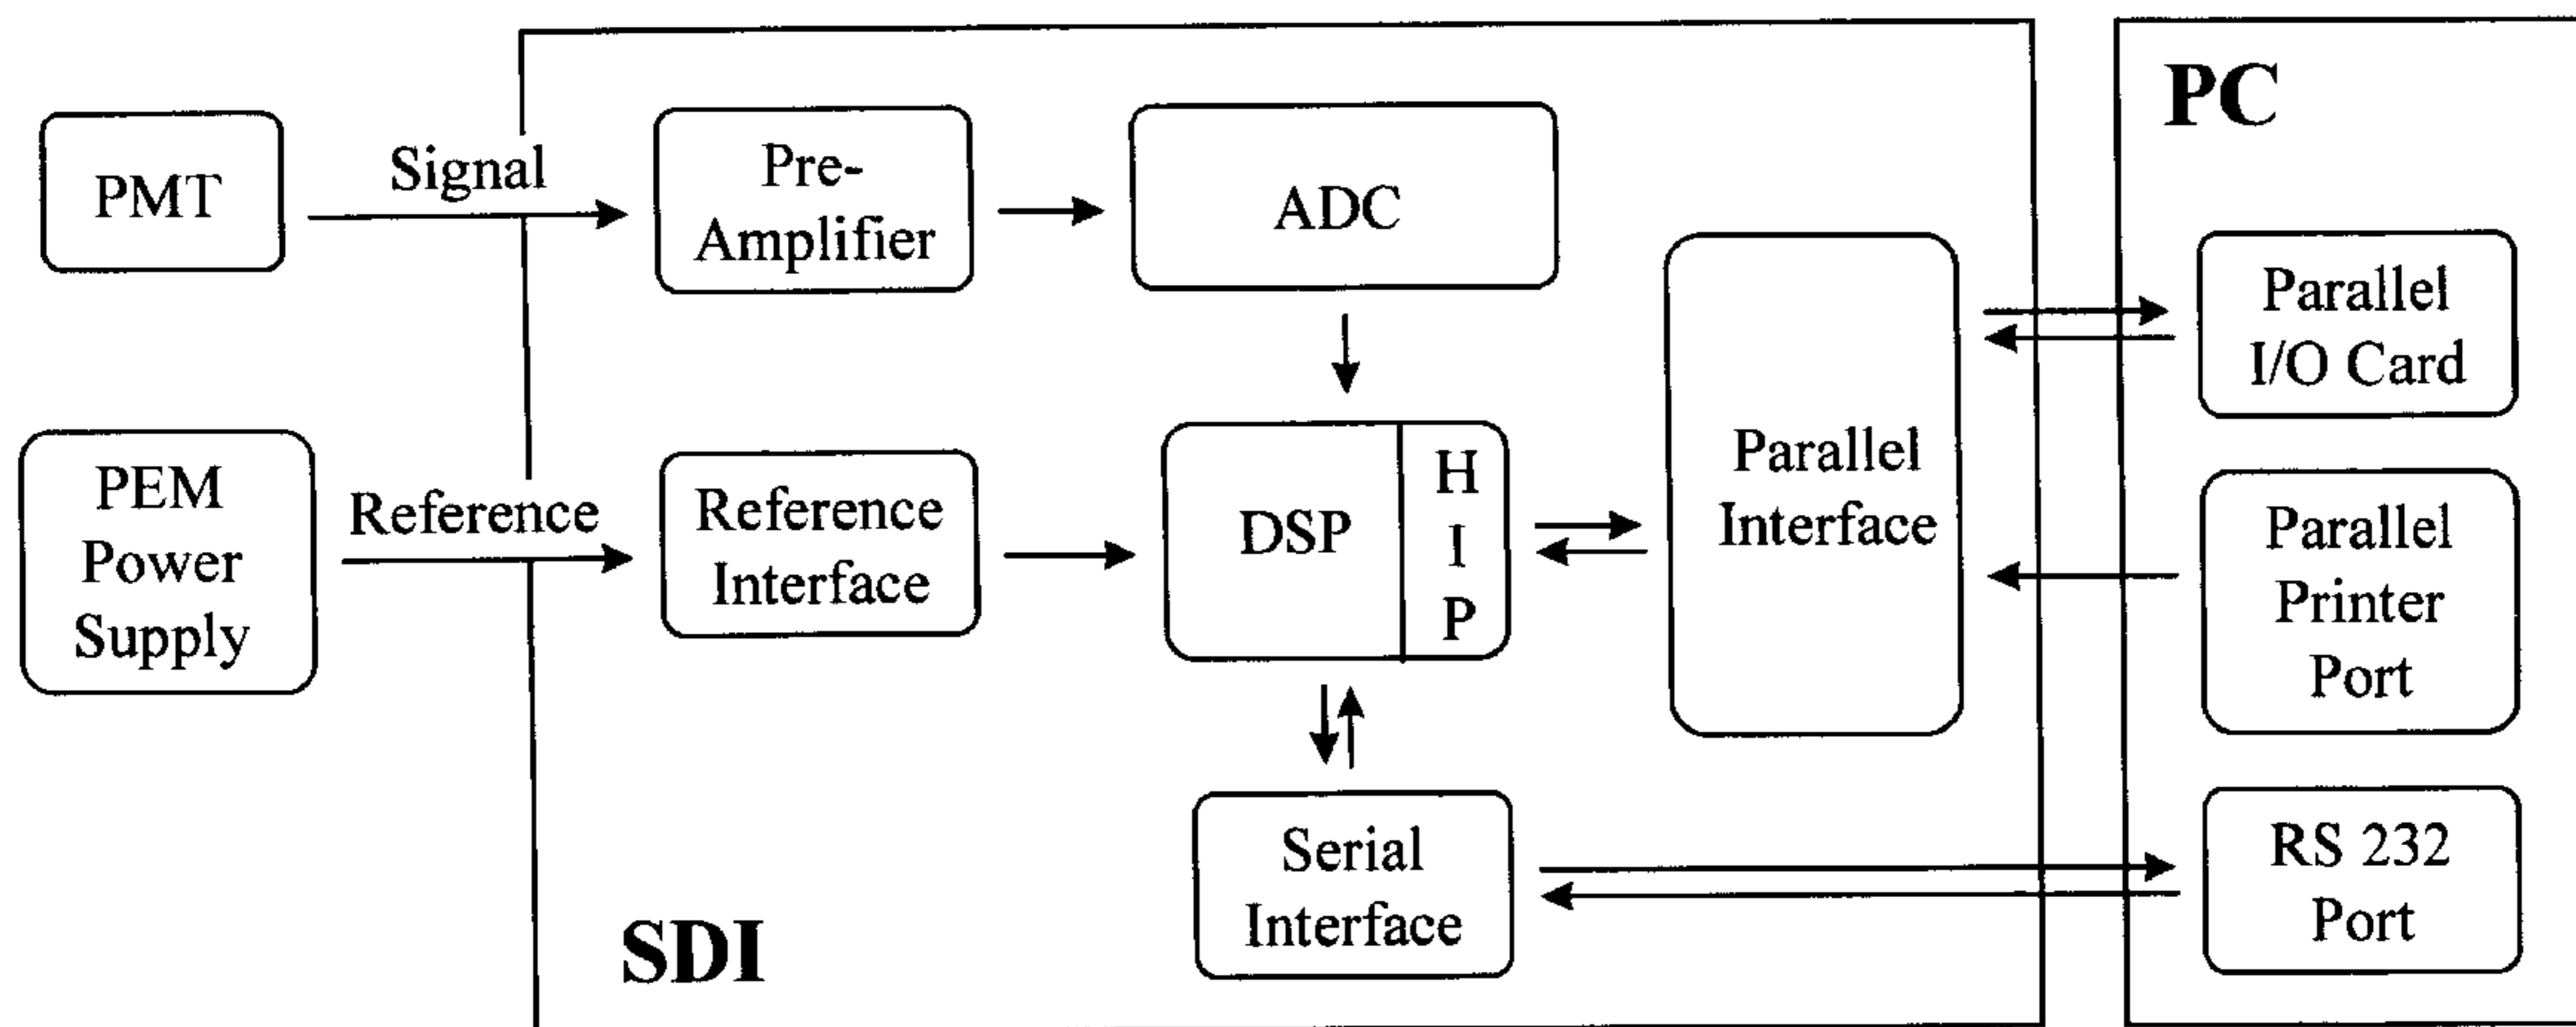 PC
PMT
Signal
Pre-
Amplifier
ADC
Parallel
I/O Card
PEM
Power
Supply
Reference
Reference
Interface
DSP
H
I
P
Parallel
Interface
Parallel
Printer
Port
Serial
Interface
RS 232
Port
SDI